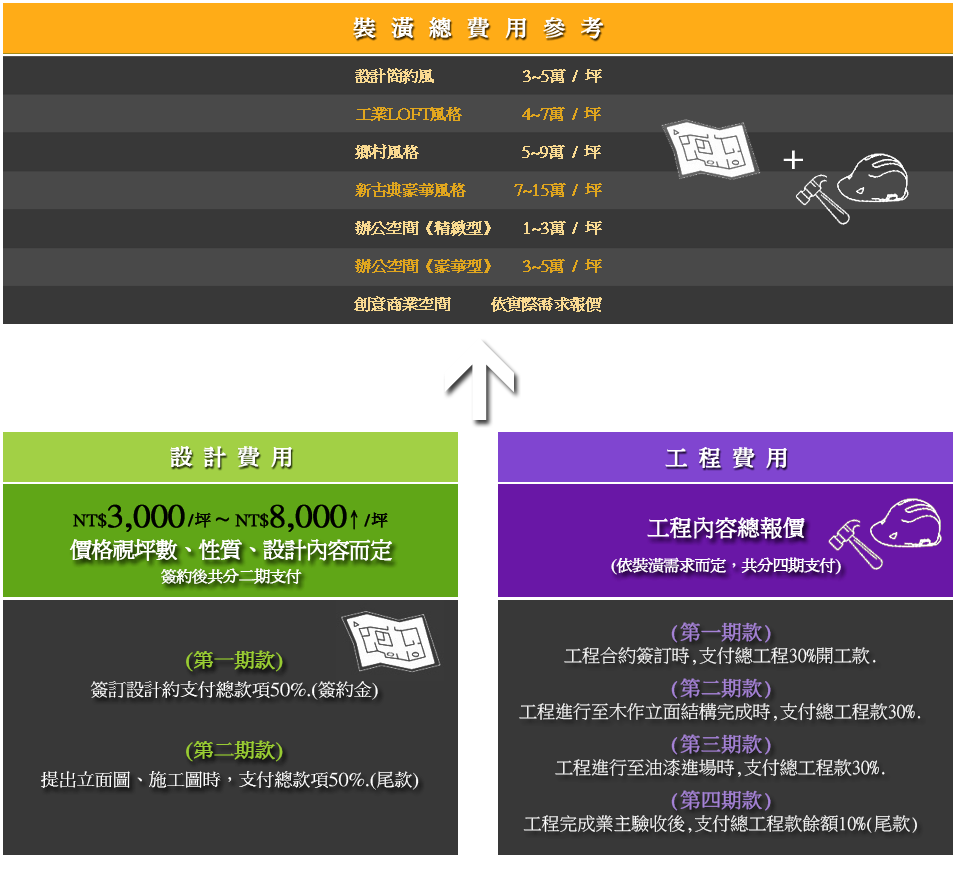 裝潢總費用參考
設計簡約風 3~5萬 / 坪
工業LOFT風格 4~7萬 / 坪
鄉村風格 5~9萬 / 坪
新古典豪華風格 7~15萬 / 坪
辦公空間《精緻型》 1~3萬 / 坪
辦公空間《豪華型》 3~5萬 / 坪
創意商業空間 依實際需求報價
+
設計費用
NT$3,000/坪～NT$8,000↑/坪
價格視坪數、性質、設計內容而定
簽約後共分二期支付
(第一期款)
簽訂設計約支付總款項50%.(簽約金)
(第二期款)
提出立面圖、施工圖時，支付總款項50%.(尾款)
工程費用
工程內容總報價
(依裝潢需求而定，共分四期支付)
(第一期款)
工程合約簽訂時,支付總工程30%開工款.
(第二期款)
工程進行至木作立面結構完成時,支付總工程款30%.
(第三期款)
工程進行至油漆進場時,支付總工程款30%.
(第四期款)
工程完成業主驗收後,支付總工程款餘額10%(尾款)